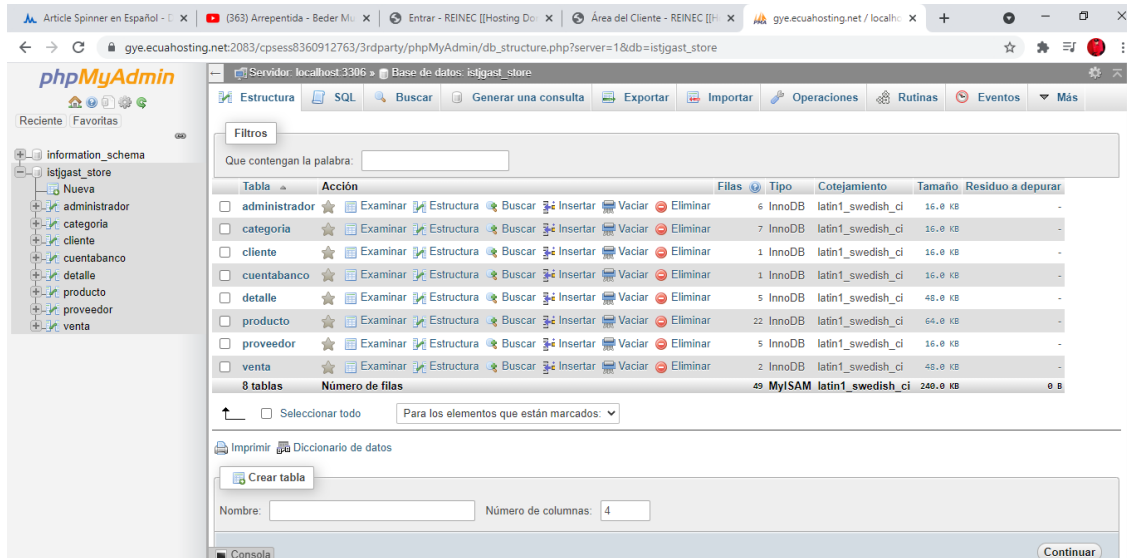 Article Spinner en Español - D
(363) Arrepentida - Beder Mu
Entrar - REINEC [[Hosting Dor
Área del Cliente - REINEC [[H
gye.ecuahosting.net / localho
gye.ecuahosting.net:2083/cpsess8360912763/3rdparty/phpMyAdmin/db_structure.php?server=1&db=istjgast_store
phpMyAdmin
Reciente Favoritas
information_schema
istjgast_store
Nueva
administrador
categoria
cliente
cuentabanco
detalle
producto
proveedor
venta
Servidor: localhost:3306 » Base de datos: istjgast_store
Estructura SQL Buscar Generar una consulta Exportar Importar Operaciones Rutinas Eventos Más
Filtros
Que contengan la palabra:
Tabla Acción Filas Tipo Cotejamiento Tamaño Residuo a depurar
administrador Examinar Estructura Buscar Insertar Vaciar Eliminar 6 InnoDB latin1_swedish_ci 16.0 KB -
categoria Examinar Estructura Buscar Insertar Vaciar Eliminar 7 InnoDB latin1_swedish_ci 16.0 KB -
cliente Examinar Estructura Buscar Insertar Vaciar Eliminar 1 InnoDB latin1_swedish_ci 16.0 KB -
cuentabanco Examinar Estructura Buscar Insertar Vaciar Eliminar 1 InnoDB latin1_swedish_ci 16.0 KB -
detalle Examinar Estructura Buscar Insertar Vaciar Eliminar 5 InnoDB latin1_swedish_ci 48.0 KB -
producto Examinar Estructura Buscar Insertar Vaciar Eliminar 22 InnoDB latin1_swedish_ci 64.0 KB -
proveedor Examinar Estructura Buscar Insertar Vaciar Eliminar 5 InnoDB latin1_swedish_ci 16.0 KB -
venta Examinar Estructura Buscar Insertar Vaciar Eliminar 2 InnoDB latin1_swedish_ci 48.0 KB -
8 tablas Número de filas 49 MyISAM latin1_swedish_ci 240.0 KB 0 B
Seleccionar todo Para los elementos que están marcados:
Imprimir Diccionario de datos
Crear tabla
Nombre: Número de columnas: 4
Consola
Continuar